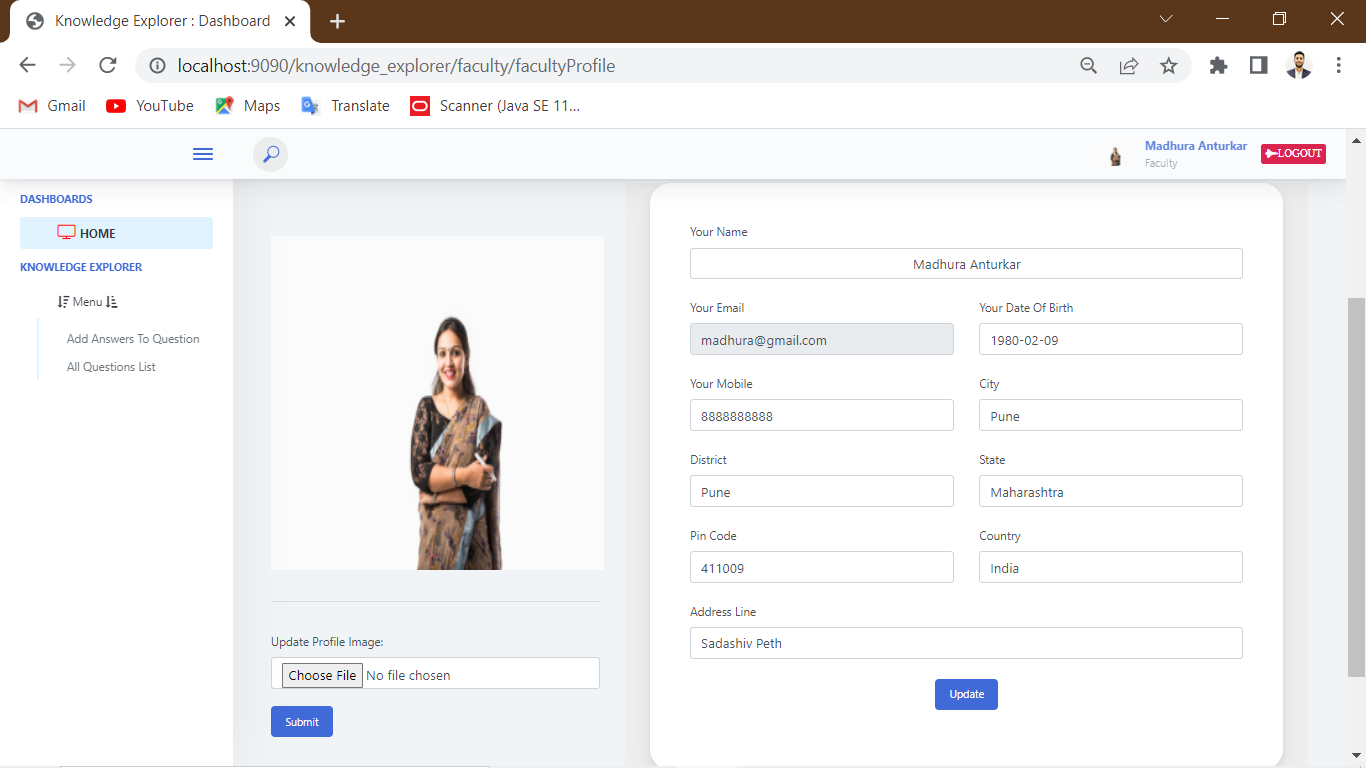 Knowledge Explorer : Dashboard
localhost:9090/knowledge_explorer/faculty/facultyProfile
Gmail YouTube Maps Translate Scanner (Java SE 11...
Madhura Anturkar
Faculty
LOGOUT
DASHBOARDS
HOME
KNOWLEDGE EXPLORER
Menu
Add Answers To Question
All Questions List
Update Profile Image:
Choose File No file chosen
Submit
Your Name
Madhura Anturkar
Your Email Your Date Of Birth
madhura@gmail.com 1980-02-09
Your Mobile City
8888888888 Pune
District State
Pune Maharashtra
Pin Code Country
411009 India
Address Line
Sadashiv Peth
Update